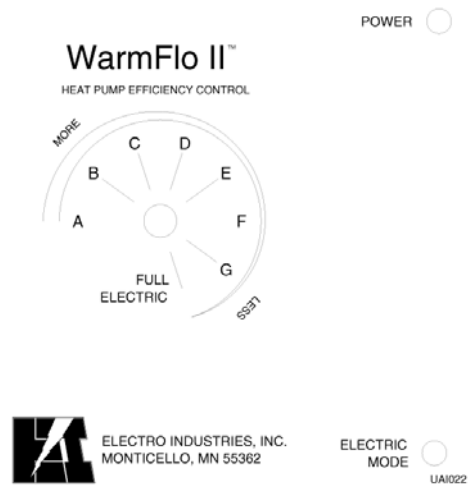 POWER
WarmFlo II™
HEAT PUMP EFFICIENCY CONTROL
MORE
C D
B E
A F
G
FULL
ELECTRIC
LESS
ELECTRO INDUSTRIES, INC.
MONTICELLO, MN 55362
ELECTRIC
MODE
UAI022